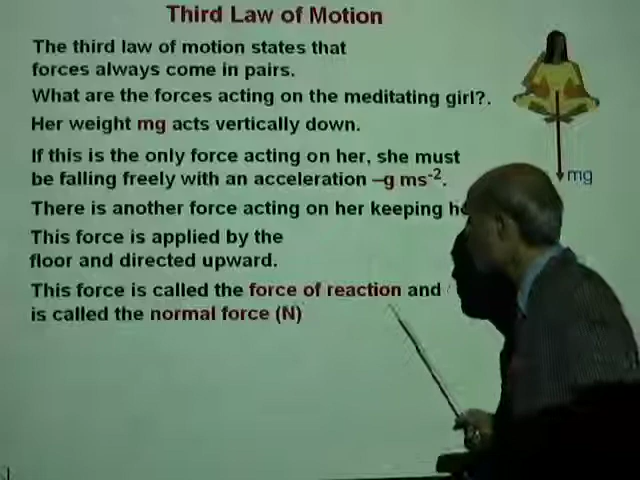 Third Law of Motion
The third law of motion states that
forces always come in pairs.
What are the forces acting on the meditating girl?.
Her weight mg acts vertically down.
If this is the only force acting on her, she must
be falling freely with an acceleration –g ms⁻².
mg
There is another force acting on her keeping
This force is applied by the
floor and directed upward.
This force is called the force of reaction and
is called the normal force (N)